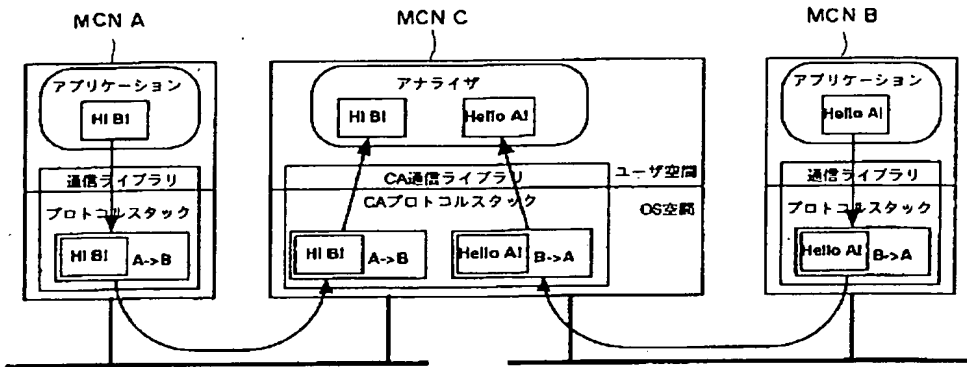 MCN A
MCN C
MCN B
アプリケーション
HI B!
アナライザ
HI B!
Hello A!
アプリケーション
Hello A!
通信ライブラリ
プロトコルスタック
HI B!
A->B
CA通信ライブラリ
CAプロトコルスタック
HI B!
A->B
Hello A!
B->A
ユーザ空間
OS空間
通信ライブラリ
プロトコルスタック
Hello A!
B->A